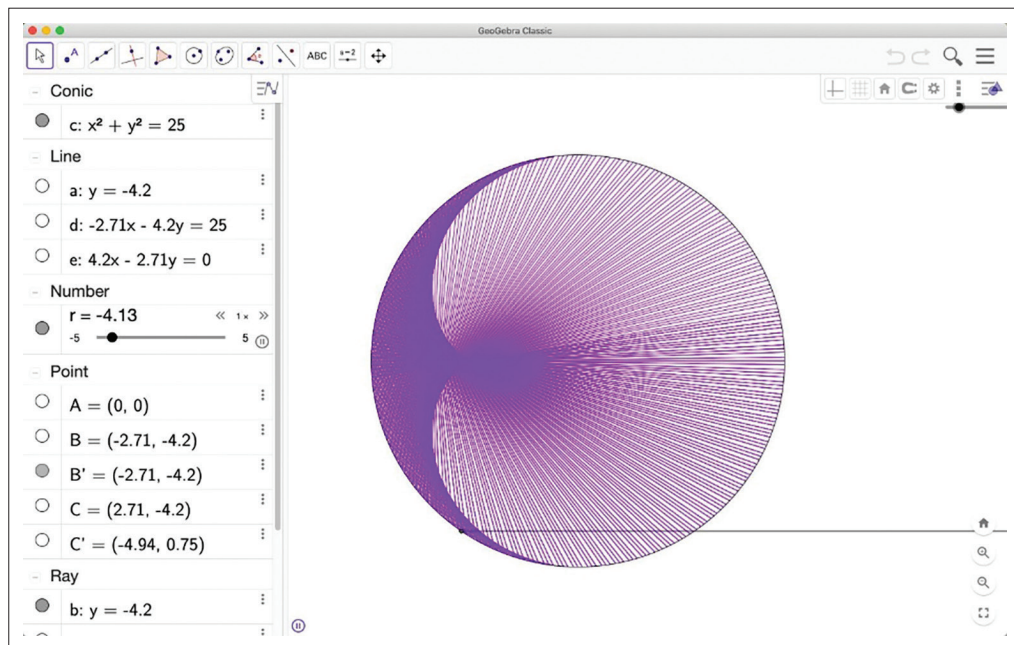 GeoGebra Classic
A
ABC
a=2
Conic
c: x² + y² = 25
Line
a: y = -4.2
d: -2.71x - 4.2y = 25
e: 4.2x - 2.71y = 0
Number
r = -4.13
1 ×
-5
5
Point
A = (0, 0)
B = (-2.71, -4.2)
B' = (-2.71, -4.2)
C = (2.71, -4.2)
C' = (-4.94, 0.75)
Ray
b: y = -4.2